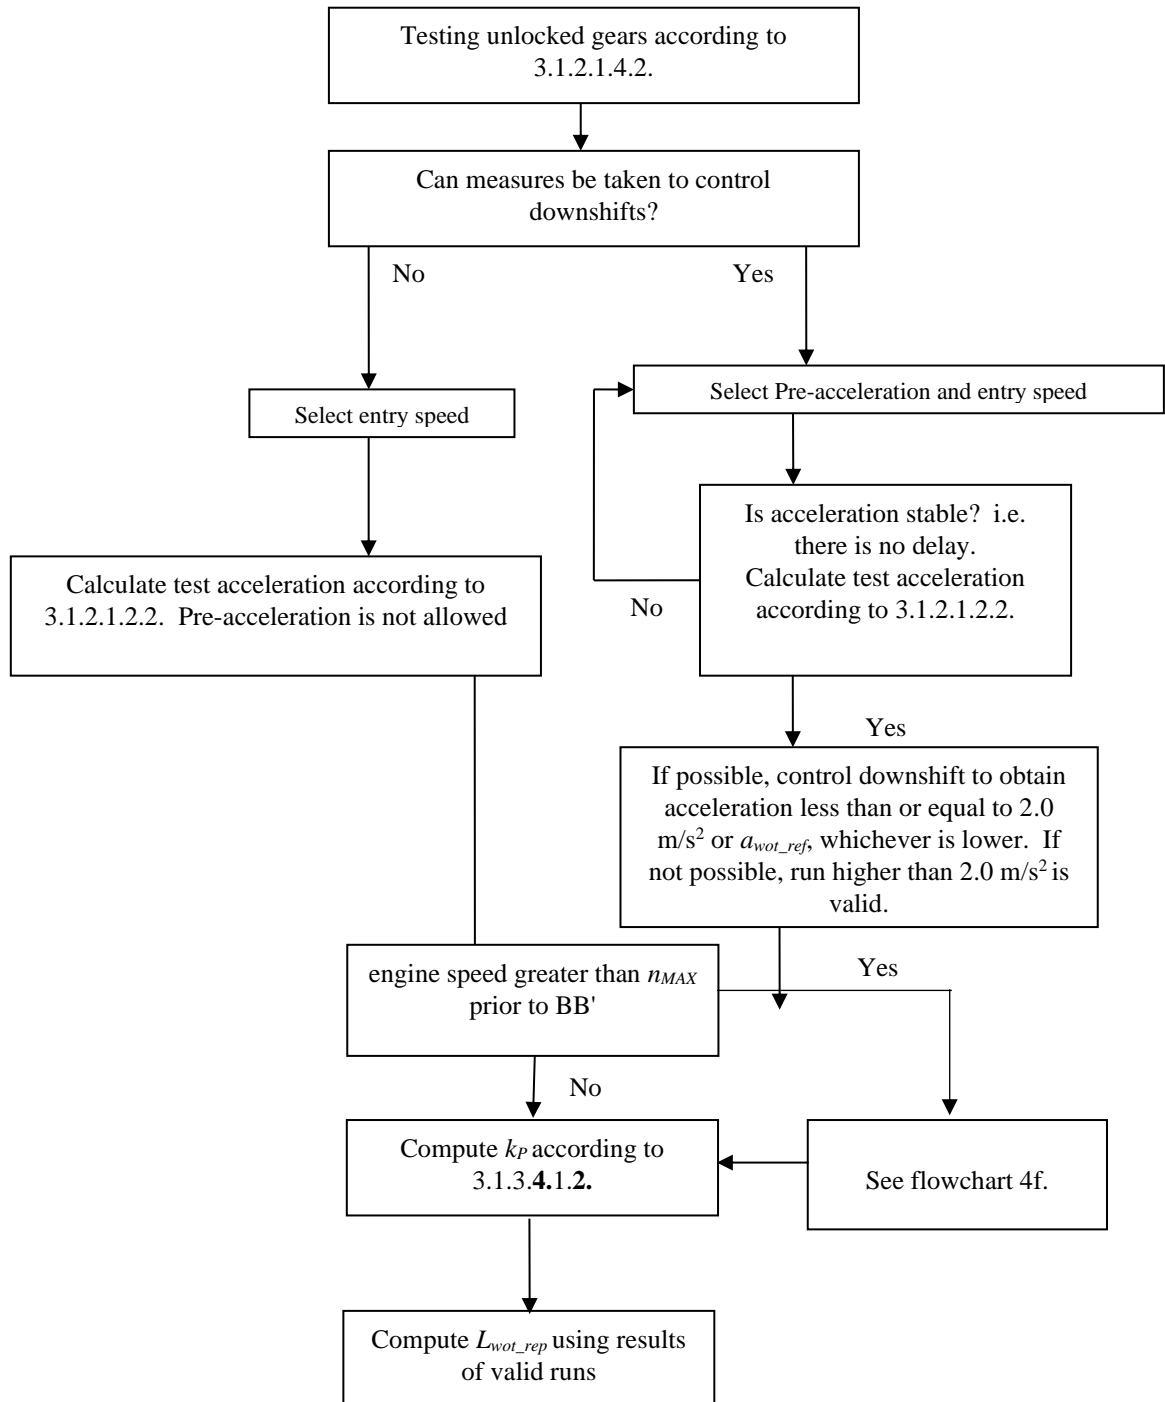 Testing unlocked gears according to
3.1.2.1.4.2.
Can measures be taken to control
downshifts?
No
Yes
Select entry speed
Select Pre-acceleration and entry speed
Is acceleration stable?  i.e.
there is no delay.
Calculate test acceleration
according to 3.1.2.1.2.2.
No
Calculate test acceleration according to
3.1.2.1.2.2.  Pre-acceleration is not allowed
Yes
If possible, control downshift to obtain
acceleration less than or equal to 2.0
m/s² or a_wot_ref, whichever is lower.  If
not possible, run higher than 2.0 m/s² is
valid.
engine speed greater than n_MAX
prior to BB'
Yes
No
Compute k_P according to
3.1.3.4.1.2.
See flowchart 4f.
Compute L_wot_rep using results
of valid runs